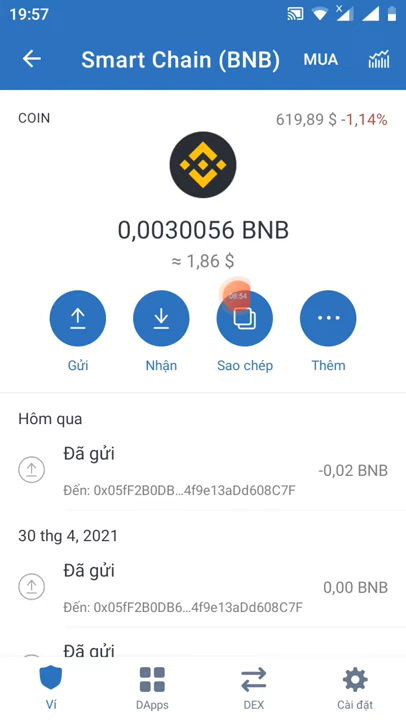 19:57
Smart Chain (BNB) MUA
COIN 619,89 $ -1,14%
0,0030056 BNB
≈ 1,86 $
08:54
Gửi Nhận Sao chép Thêm
Hôm qua
Đã gửi
-0,02 BNB
Đến: 0x05fF2B0DB...4f9e13aDd608C7F
30 thg 4, 2021
Đã gửi
0,00 BNB
Đến: 0x05fF2B0DB6...4f9e13aDd608C7F
Đã gửi
Ví DApps DEX Cài đặt